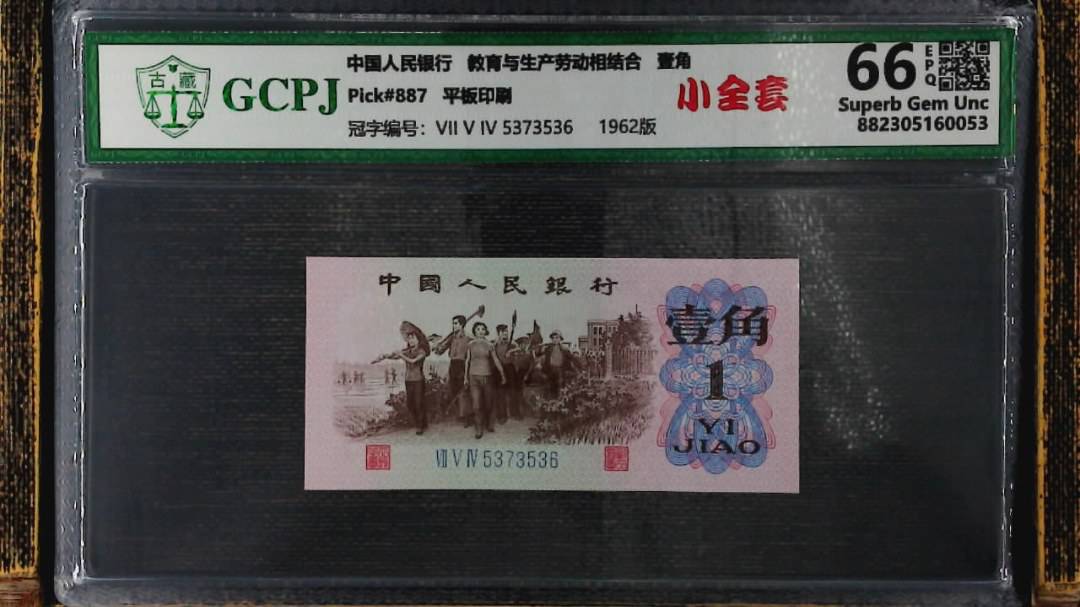 中国人民银行 教育与生产劳动相结合 壹角
古藏
GCPJ
Pick#887 平板印刷
小全套
66
EPQ
Superb Gem Unc
冠字编号: VII V IV 5373536 1962版
882305160053
中國人民銀行
壹角
1
YI
JIAO
VII V IV 5373536